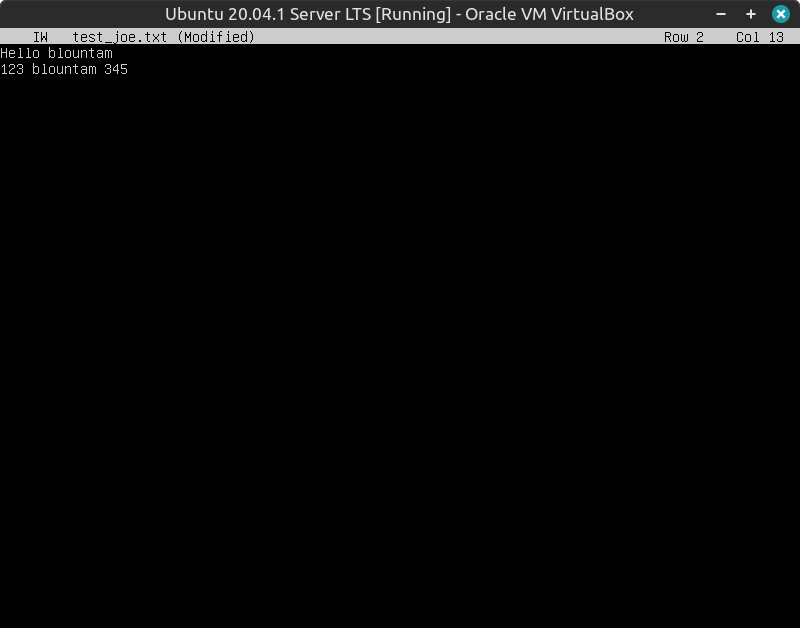 Ubuntu 20.04.1 Server LTS [Running] - Oracle VM VirtualBox
IW test_joe.txt (Modified) Row 2 Col 13
Hello blountam
123 blountam 345